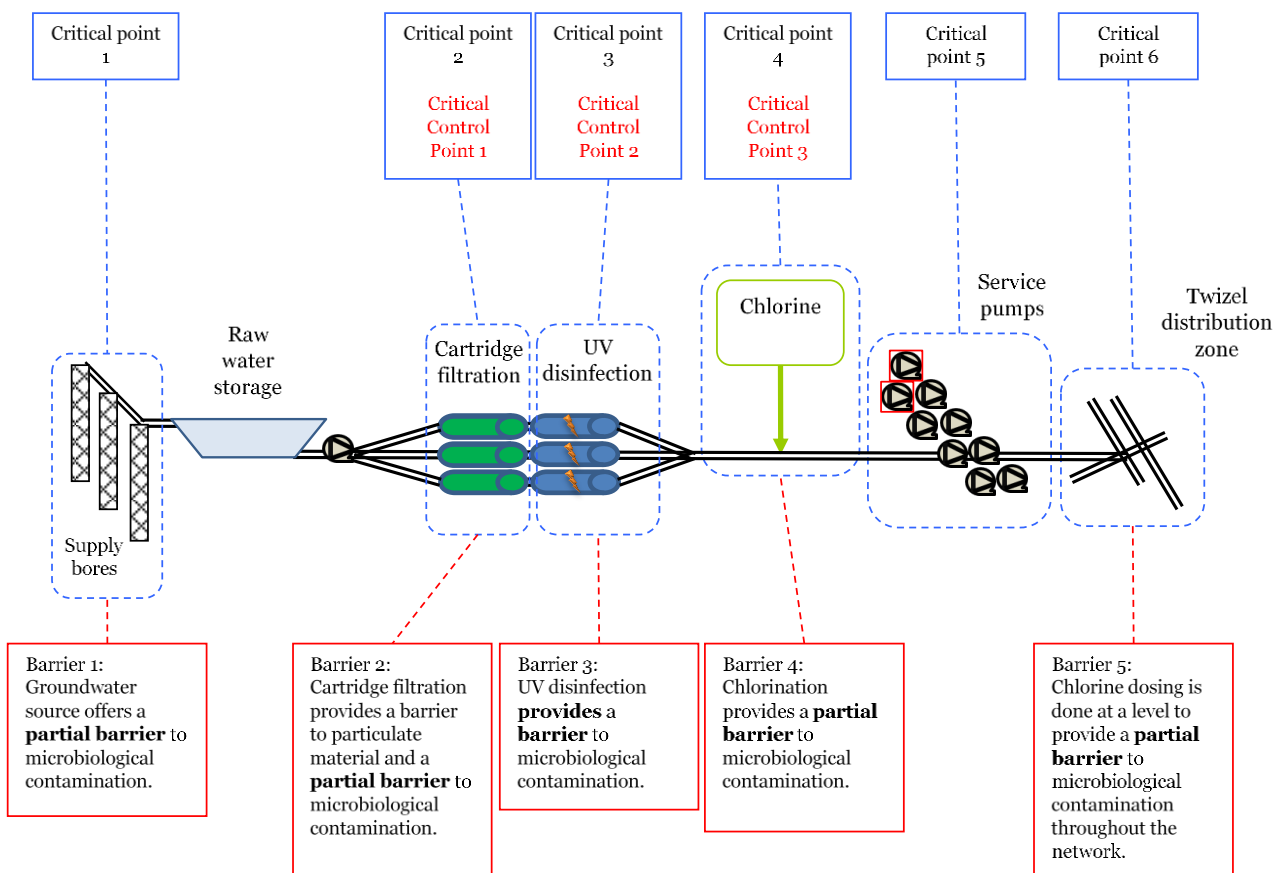 Critical point
1
Critical point
2
Critical
Control
Point 1
Critical point
3
Critical
Control
Point 2
Critical point
4
Critical
Control
Point 3
Critical
point 5
Critical
point 6
Supply
bores
Raw
water
storage
Cartridge
filtration
UV
disinfection
Chlorine
Service
pumps
Twizel
distribution
zone
Barrier 1:
Groundwater
source offers a
partial barrier to
microbiological
contamination.
Barrier 2:
Cartridge filtration
provides a barrier
to particulate
material and a
partial barrier to
microbiological
contamination.
Barrier 3:
UV disinfection
provides a
barrier to
microbiological
contamination.
Barrier 4:
Chlorination
provides a partial
barrier to
microbiological
contamination.
Barrier 5:
Chlorine dosing is
done at a level to
provide a partial
barrier to
microbiological
contamination
throughout the
network.